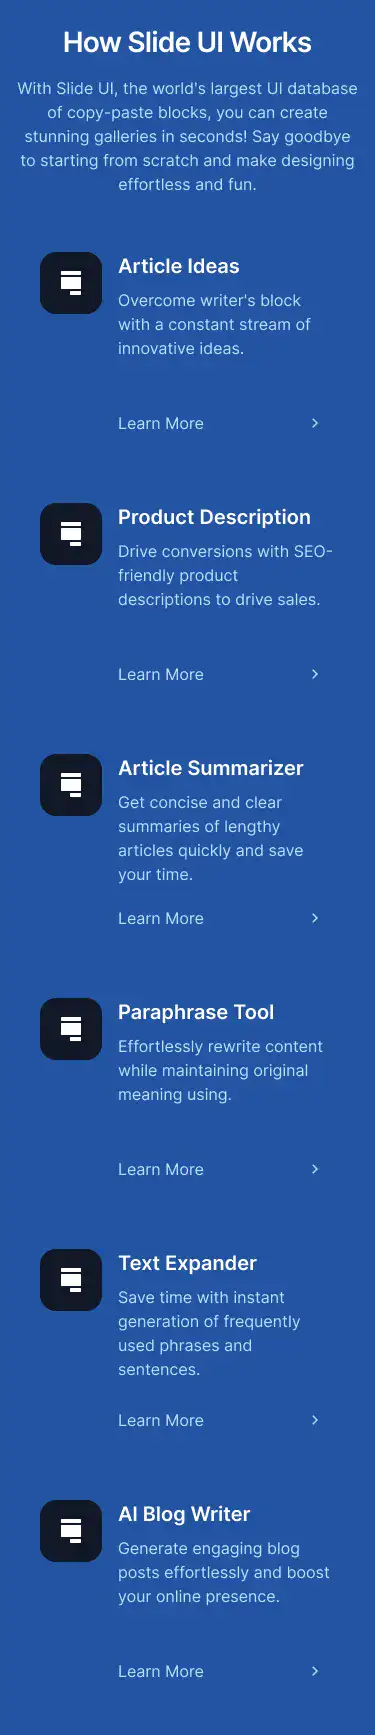 How Slide UI Works
With Slide UI, the world's largest UI database
of copy-paste blocks, you can create
stunning galleries in seconds! Say goodbye
to starting from scratch and make designing
effortless and fun.
Article Ideas
Overcome writer's block
with a constant stream of
innovative ideas.
Learn More
Product Description
Drive conversions with SEO-
friendly product
descriptions to drive sales.
Learn More
Article Summarizer
Get concise and clear
summaries of lengthy
articles quickly and save
your time.
Learn More
Paraphrase Tool
Effortlessly rewrite content
while maintaining original
meaning using.
Learn More
Text Expander
Save time with instant
generation of frequently
used phrases and
sentences.
Learn More
AI Blog Writer
Generate engaging blog
posts effortlessly and boost
your online presence.
Learn More